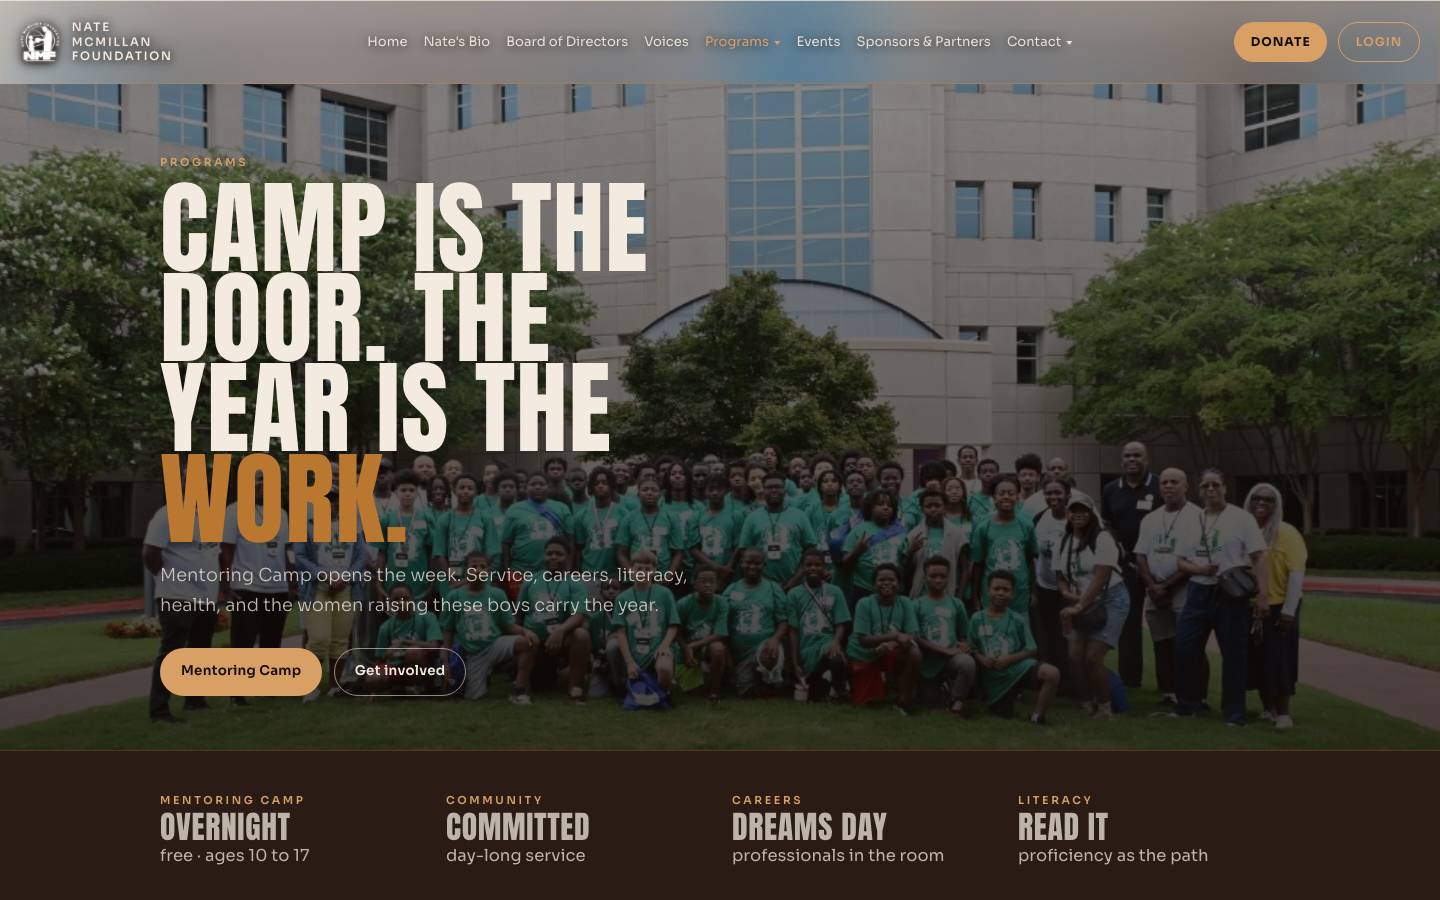 NATE
MCMILLAN
FOUNDATION
Home Nate's Bio Board of Directors Voices Programs Events Sponsors & Partners Contact
DONATE LOGIN
PROGRAMS
CAMP IS THE
DOOR. THE
YEAR IS THE
WORK.
Mentoring Camp opens the week. Service, careers, literacy,
health, and the women raising these boys carry the year.
Mentoring Camp Get involved
MENTORING CAMP
OVERNIGHT
free · ages 10 to 17
COMMUNITY
COMMITTED
day-long service
CAREERS
DREAMS DAY
professionals in the room
LITERACY
READ IT
proficiency as the path